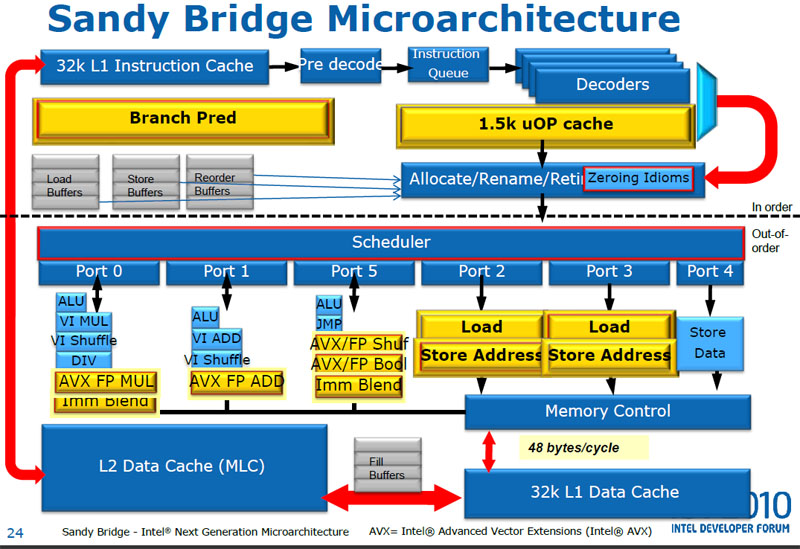 Sandy Bridge Microarchitecture
32k L1 Instruction Cache
Pre decode
Instruction
Queue
Decoders
Branch Pred
1.5k uOP cache
Load
Buffers
Store
Buffers
Reorder
Buffers
Allocate/Rename/Reti
Zeroing Idioms
In order
Out-of-
order
Scheduler
Port 0
Port 1
Port 5
Port 2
Port 3
Port 4
ALU
VI MUL
VI Shuffle
DIV
AVX FP MUL
Imm Blend
ALU
VI ADD
VI Shuffle
AVX FP ADD
ALU
JMP
AVX/FP Shuf
AVX/FP Bool
Imm Blend
Load
Store Address
Load
Store Address
Store
Data
Memory Control
48 bytes/cycle
L2 Data Cache (MLC)
Fill
Buffers
32k L1 Data Cache
010
INTEL DEVELOPER FORUM
24
Sandy Bridge - Intel® Next Generation Microarchitecture
AVX= Intel® Advanced Vector Extensions (Intel® AVX)